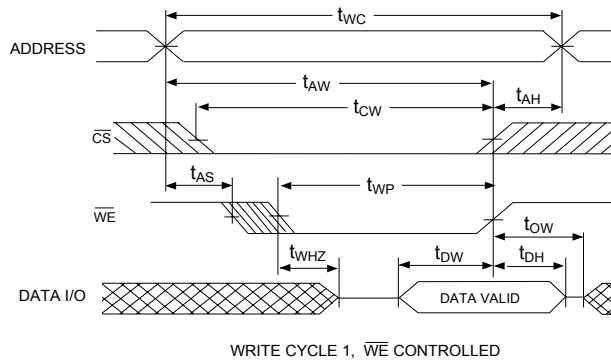 tWC
ADDRESS
tAW
tCW
tAH
CS
tAS
tWP
WE
tOW
tWHZ
tDW
tDH
DATA I/O
DATA VALID
WRITE CYCLE 1, WE CONTROLLED